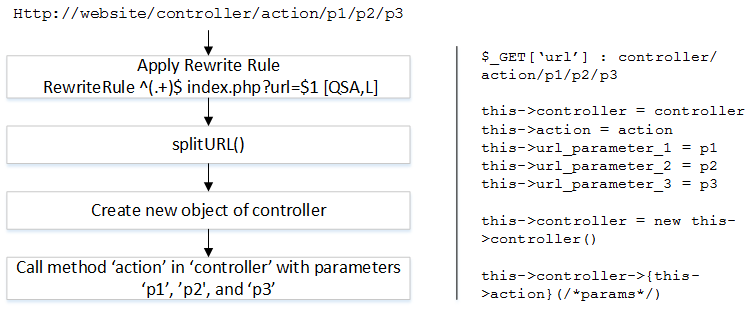 Http://website/controller/action/p1/p2/p3
Apply Rewrite Rule
RewriteRule ^(.+)$ index.php?url=$1 [QSA,L]
splitURL()
Create new object of controller
Call method ‘action’ in ‘controller’ with parameters
‘p1’, ’p2', and ‘p3’
$_GET[‘url’] : controller/
action/p1/p2/p3
this->controller = controller
this->action = action
this->url_parameter_1 = p1
this->url_parameter_2 = p2
this->url_parameter_3 = p3
this->controller = new this-
>controller()
this->controller->{this-
>action}(/*params*/)